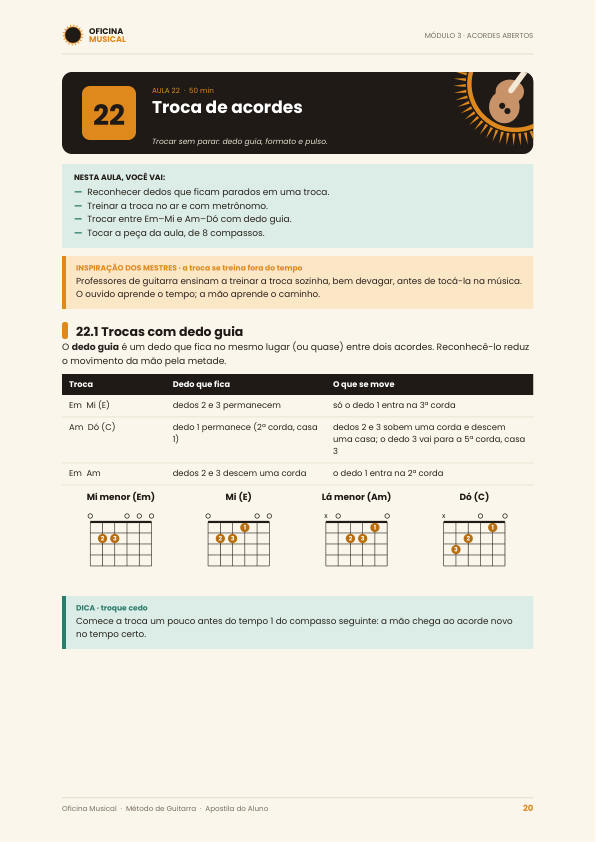 OFICINA
MUSICAL
MÓDULO 3 · ACORDES ABERTOS
22
AULA 22 · 50 min
Troca de acordes
Trocar sem parar: dedo guia, formato e pulso.
NESTA AULA, VOCÊ VAI:
— Reconhecer dedos que ficam parados em uma troca.
— Treinar a troca no ar e com metrônomo.
— Trocar entre Em–Mi e Am–Dó com dedo guia.
— Tocar a peça da aula, de 8 compassos.
INSPIRAÇÃO DOS MESTRES · a troca se treina fora do tempo
Professores de guitarra ensinam a treinar a troca sozinha, bem devagar, antes de tocá-la na música.
O ouvido aprende o tempo; a mão aprende o caminho.
22.1 Trocas com dedo guia
O dedo guia é um dedo que fica no mesmo lugar (ou quase) entre dois acordes. Reconhecê-lo reduz
o movimento da mão pela metade.
Troca Dedo que fica O que se move
Em Mi (E) dedos 2 e 3 permanecem só o dedo 1 entra na 3ª corda
Am Dó (C) dedo 1 permanece (2ª corda, casa dedos 2 e 3 sobem uma corda e descem
1) uma casa; o dedo 3 vai para a 5ª corda, casa
3
Em Am dedos 2 e 3 descem uma corda o dedo 1 entra na 2ª corda
Mi menor (Em) Mi (E) Lá menor (Am) Dó (C)
x x
1 1 1
2 3 2 3 2 3 2
3
DICA · troque cedo
Comece a troca um pouco antes do tempo 1 do compasso seguinte: a mão chega ao acorde novo
no tempo certo.
Oficina Musical · Método de Guitarra · Apostila do Aluno
20